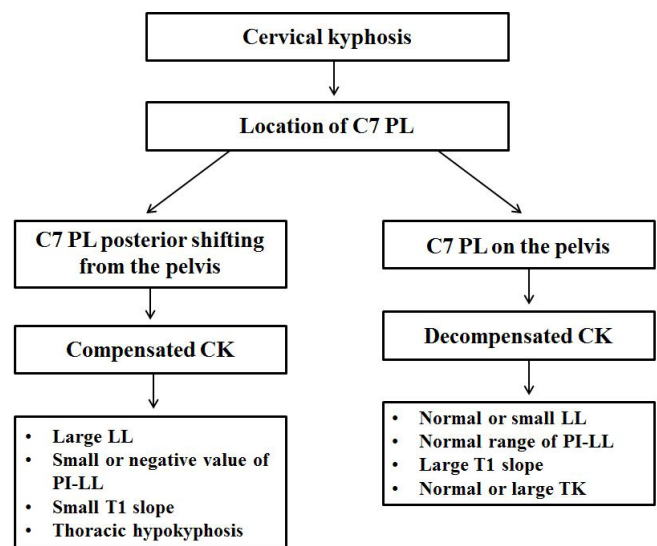 Cervical kyphosis
Location of C7 PL
C7 PL posterior shifting
from the pelvis
Compensated CK
• Large LL
• Small or negative value of
PI-LL
• Small T1 slope
• Thoracic hypokyphosis
C7 PL on the pelvis
Decompensated CK
• Normal or small LL
• Normal range of PI-LL
• Large T1 slope
• Normal or large TK